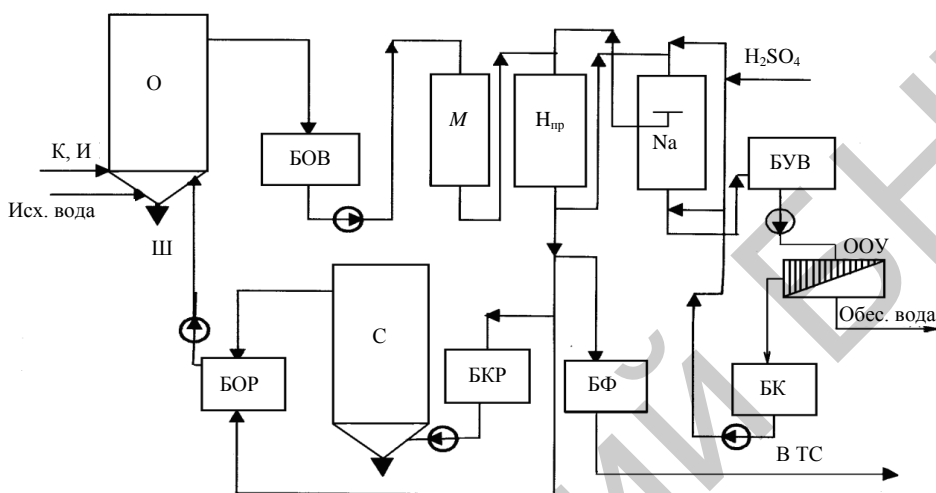 H₂SO₄
О
М
Нпр
Na
К, И
БОВ
БУВ
Исх. вода
Ш
ООУ
Обес. вода
С
БОР
БКР
БФ
БК
В ТС